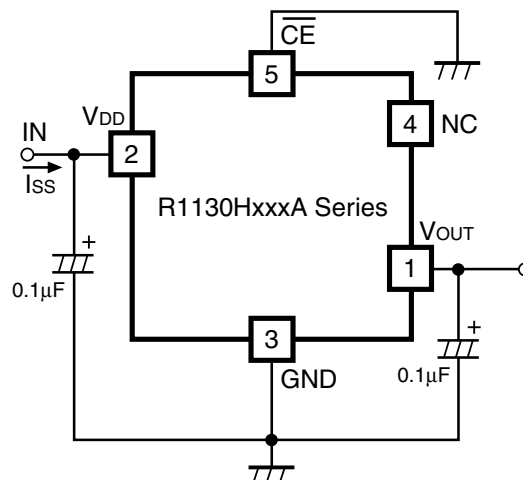 CE
5
VDD
4 NC
IN
2
ISS
R1130HxxxA Series
VOUT
1
+
0.1µF
3
GND
+
0.1µF